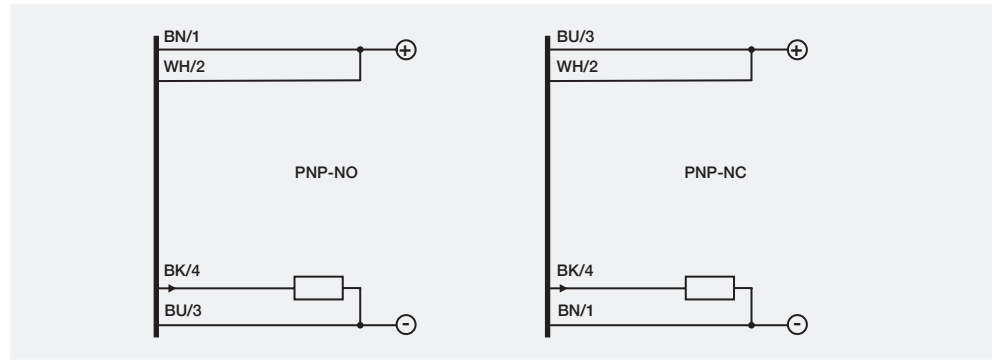 BN/1
WH/2
+
PNP-NO
BK/4
BU/3
-
BU/3
WH/2
+
PNP-NC
BK/4
BN/1
-